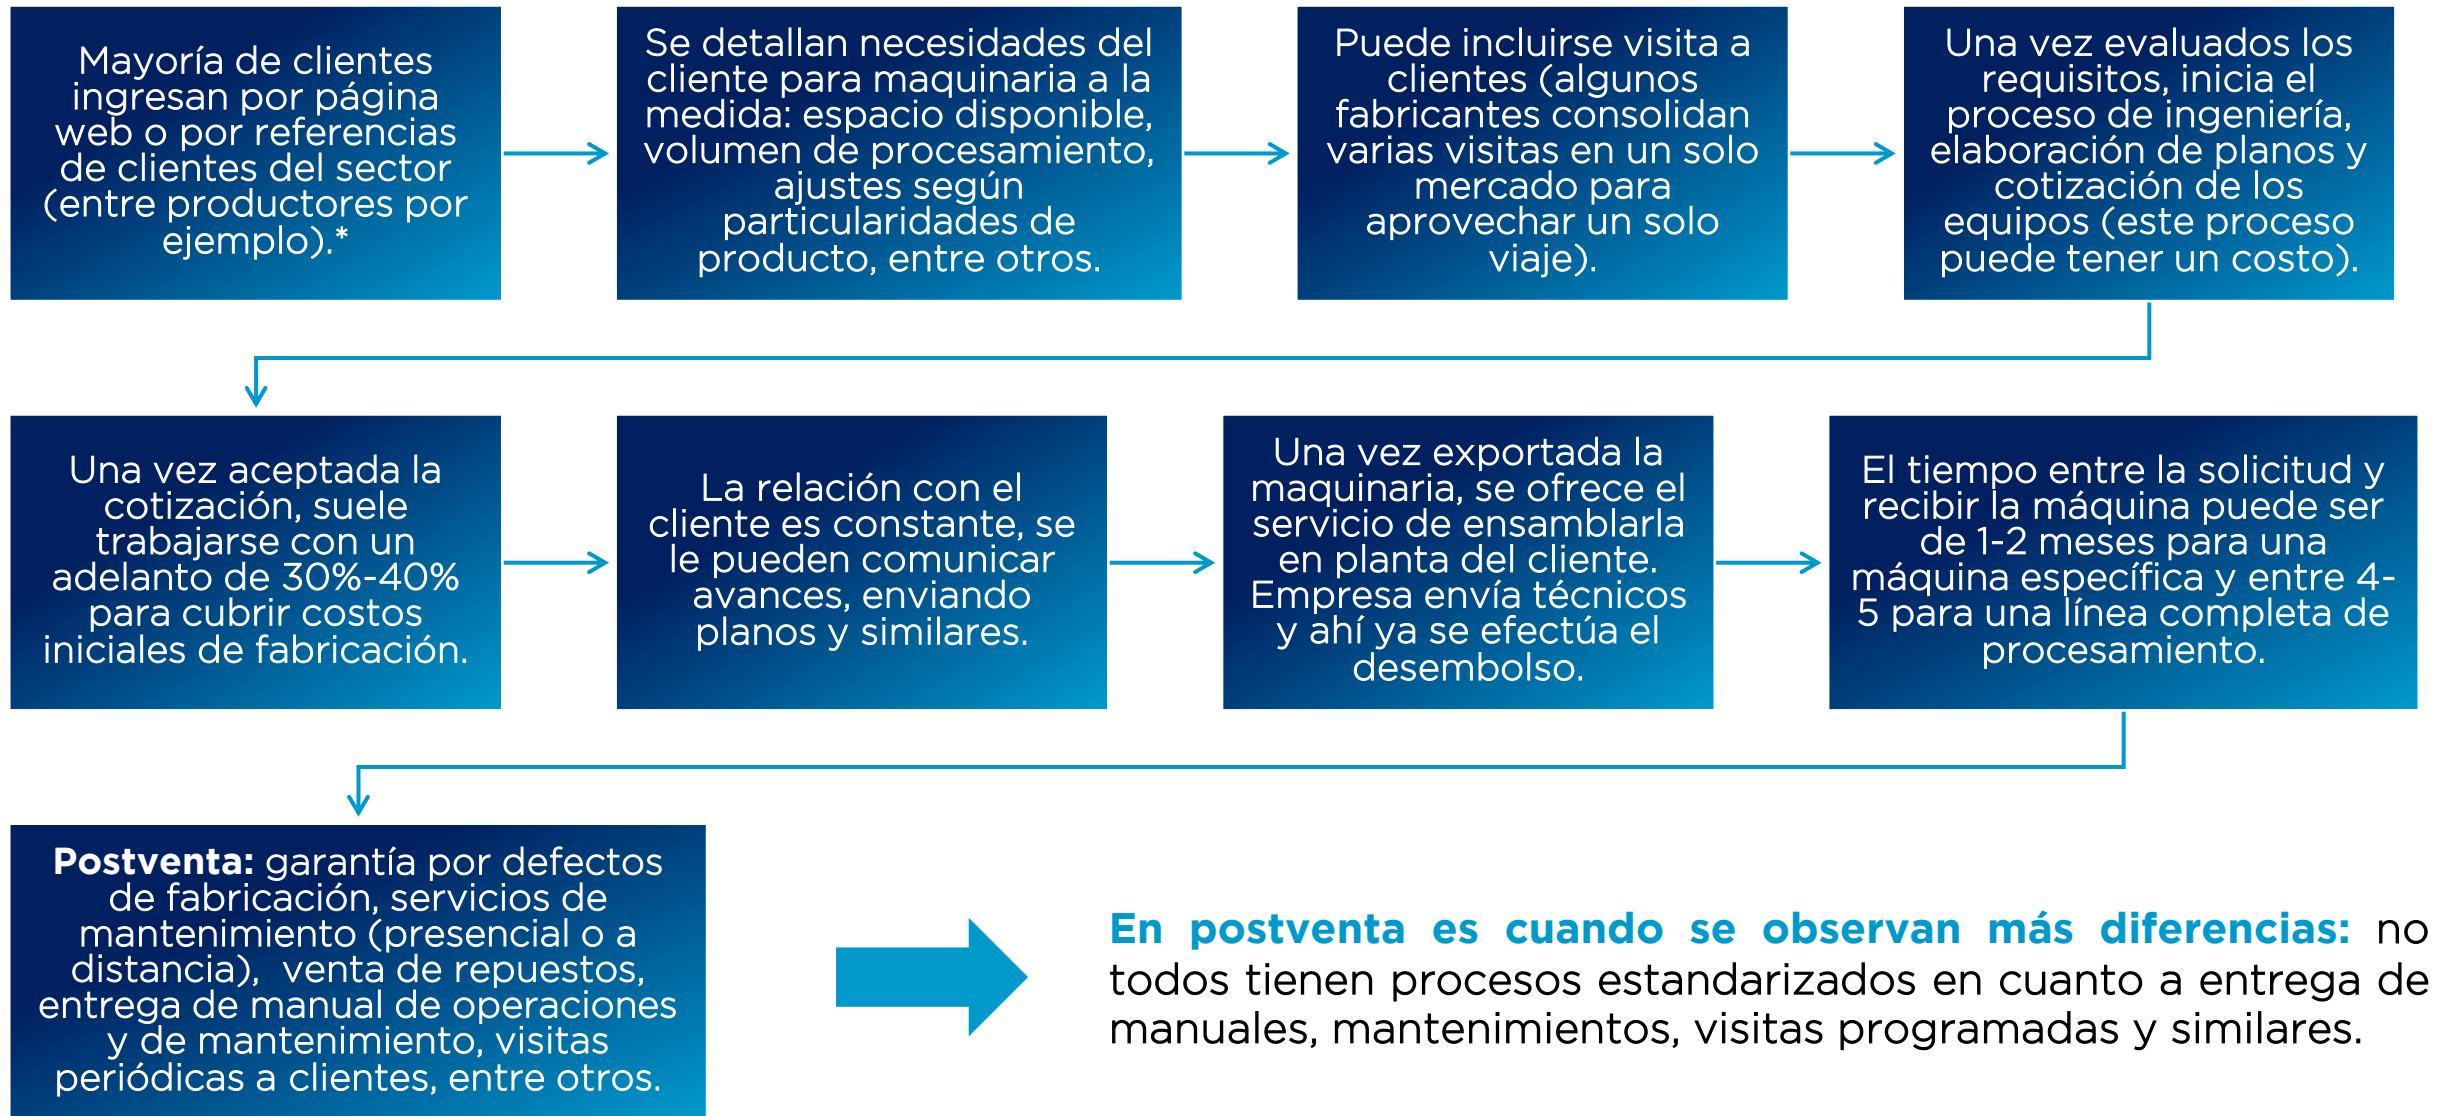 Mayoría de clientes
ingresan por página
web o por referencias
de clientes del sector
(entre productores por
ejemplo).*
Se detallan necesidades del
cliente para maquinaria a la
medida: espacio disponible,
volumen de procesamiento,
ajustes según
particularidades de
producto, entre otros.
Puede incluirse visita a
clientes (algunos
fabricantes consolidan
varias visitas en un solo
mercado para
aprovechar un solo
viaje).
Una vez evaluados los
requisitos, inicia el
proceso de ingeniería,
elaboración de planos y
cotización de los
equipos (este proceso
puede tener un costo).
Una vez aceptada la
cotización, suele
trabajarse con un
adelanto de 30%-40%
para cubrir costos
iniciales de fabricación.
La relación con el
cliente es constante, se
le pueden comunicar
avances, enviando
planos y similares.
Una vez exportada la
maquinaria, se ofrece el
servicio de ensamblarla
en planta del cliente.
Empresa envía técnicos
y ahí ya se efectúa el
desembolso.
El tiempo entre la solicitud y
recibir la máquina puede ser
de 1-2 meses para una
máquina específica y entre 4-
5 para una línea completa de
procesamiento.
Postventa: garantía por defectos
de fabricación, servicios de
mantenimiento (presencial o a
distancia), venta de repuestos,
entrega de manual de operaciones
y de mantenimiento, visitas
periódicas a clientes, entre otros.
En postventa es cuando se observan más diferencias: no
todos tienen procesos estandarizados en cuanto a entrega de
manuales, mantenimientos, visitas programadas y similares.